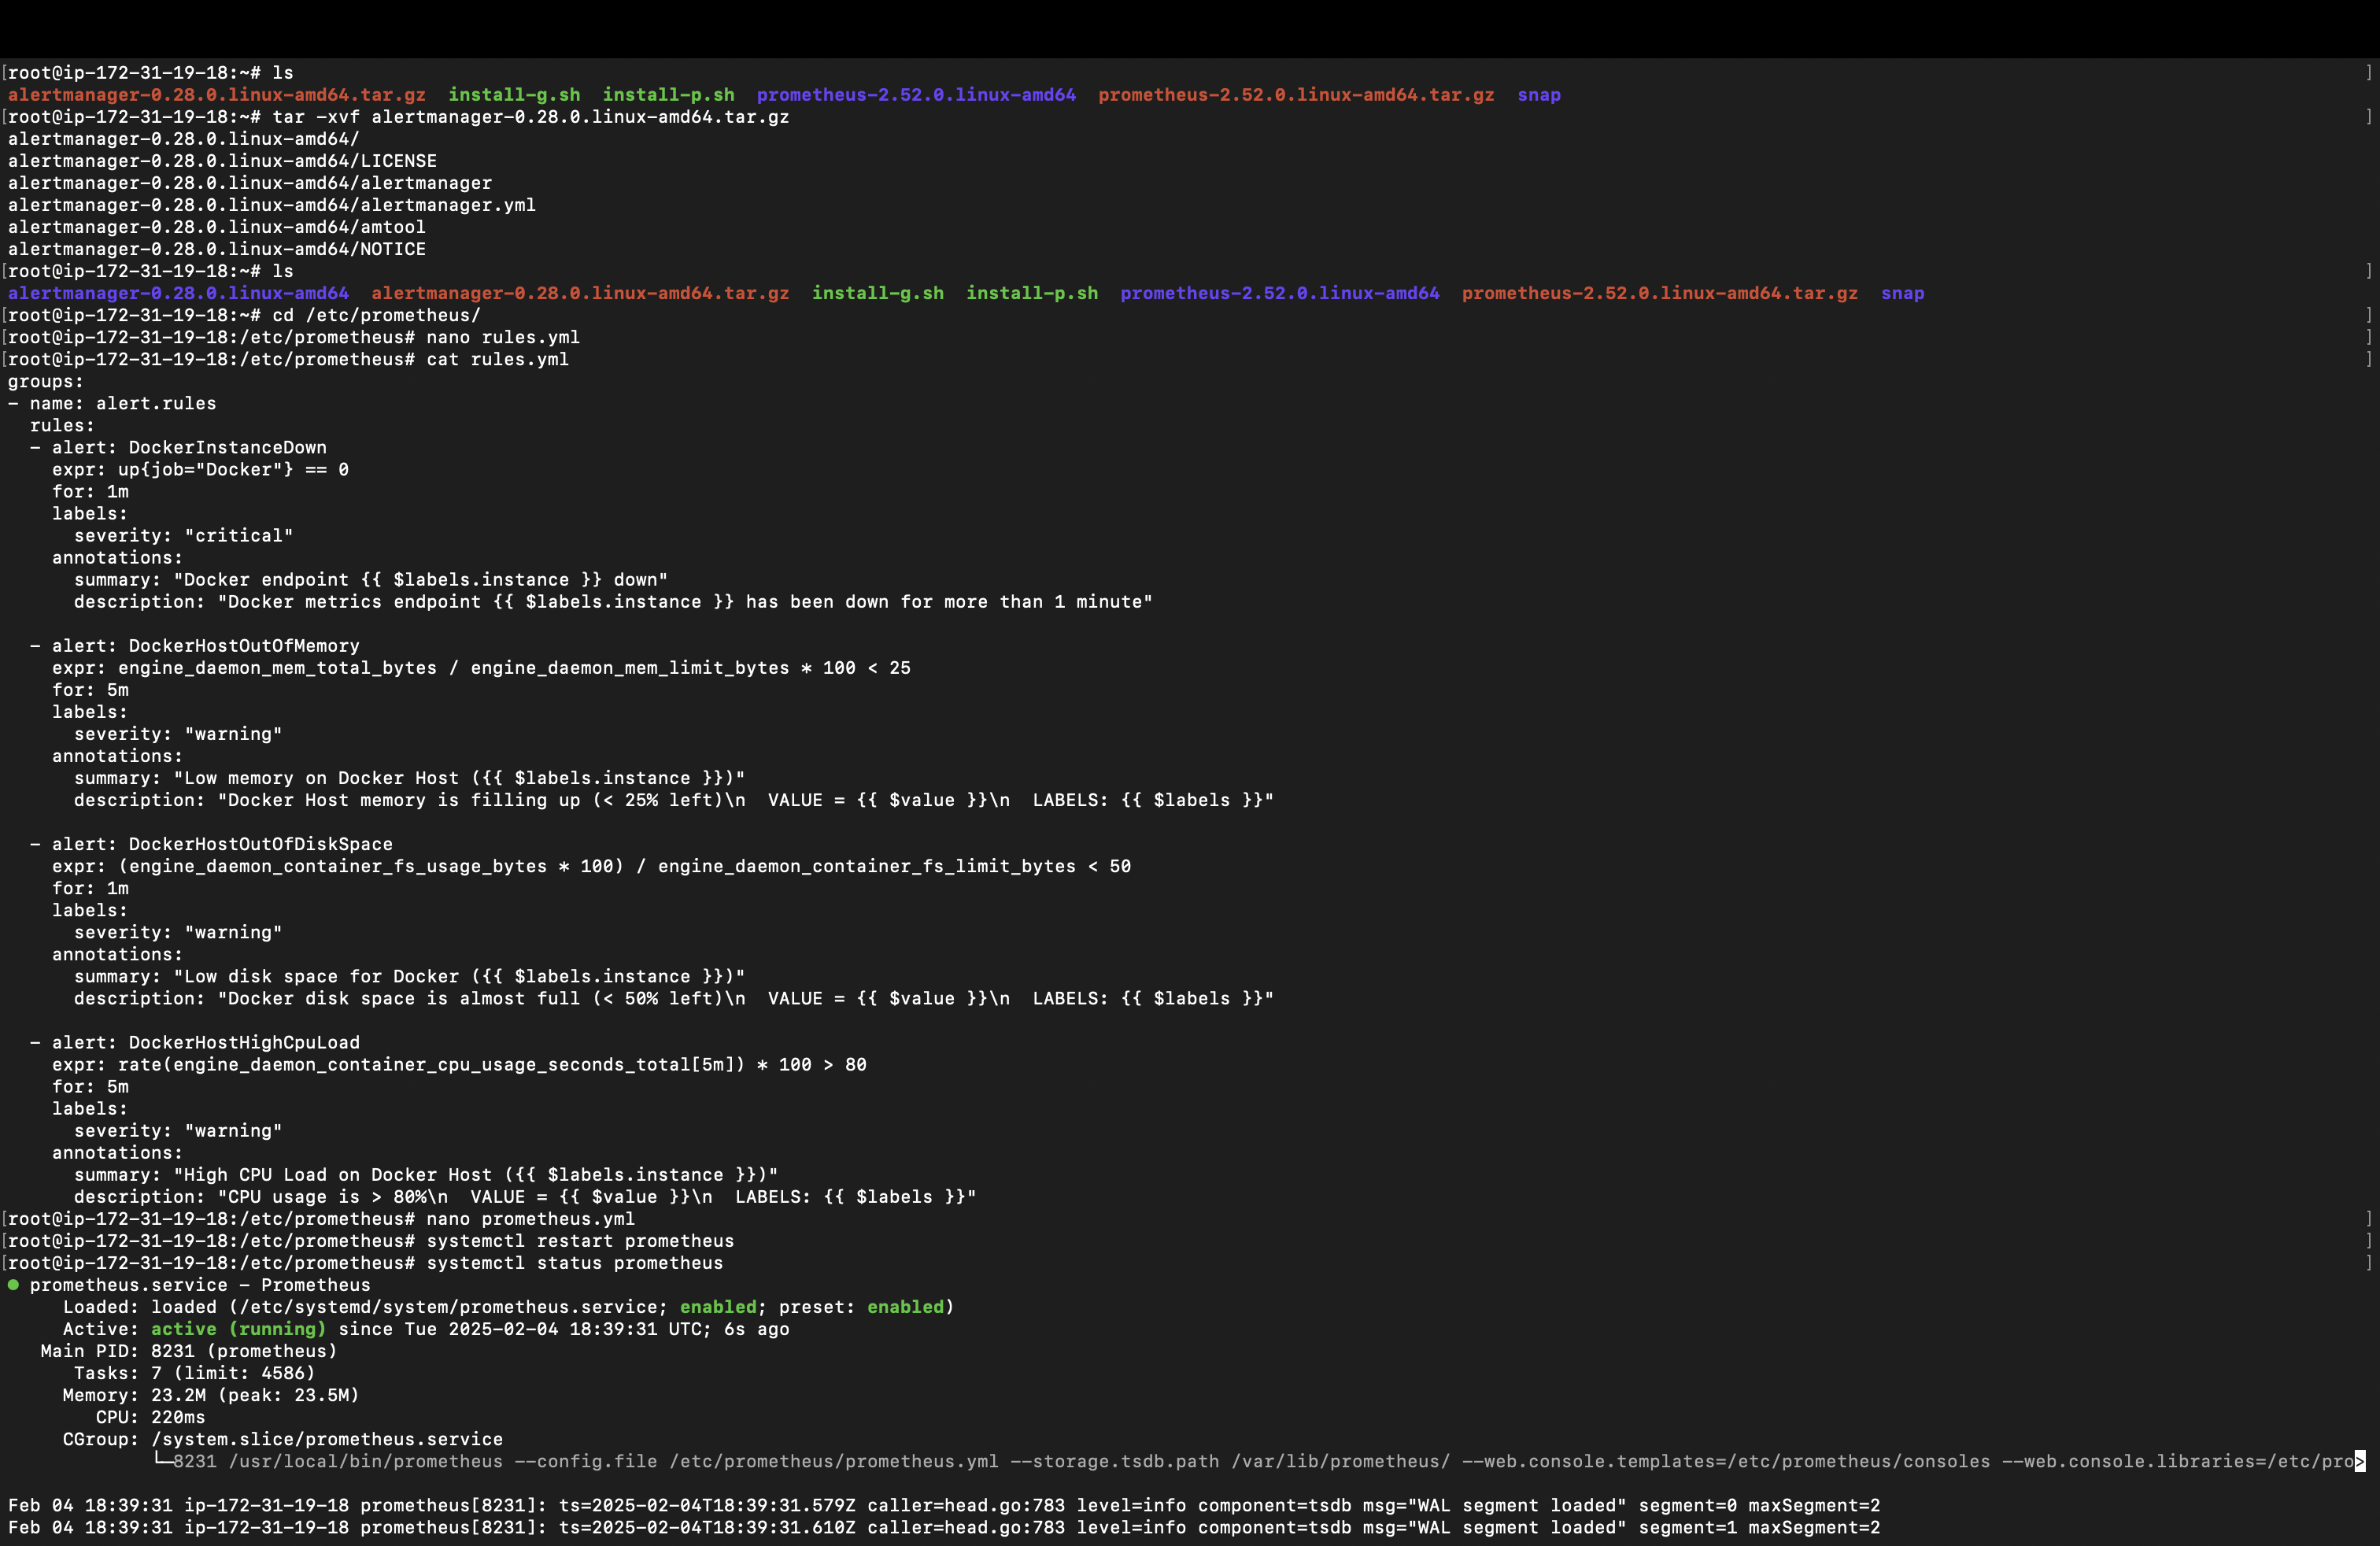 [root@ip-172-31-19-18:~# ls ]
alertmanager-0.28.0.linux-amd64.tar.gz  install-g.sh  install-p.sh  prometheus-2.52.0.linux-amd64  prometheus-2.52.0.linux-amd64.tar.gz  snap
[root@ip-172-31-19-18:~# tar -xvf alertmanager-0.28.0.linux-amd64.tar.gz ]
alertmanager-0.28.0.linux-amd64/
alertmanager-0.28.0.linux-amd64/LICENSE
alertmanager-0.28.0.linux-amd64/alertmanager
alertmanager-0.28.0.linux-amd64/alertmanager.yml
alertmanager-0.28.0.linux-amd64/amtool
alertmanager-0.28.0.linux-amd64/NOTICE
[root@ip-172-31-19-18:~# ls ]
alertmanager-0.28.0.linux-amd64  alertmanager-0.28.0.linux-amd64.tar.gz  install-g.sh  install-p.sh  prometheus-2.52.0.linux-amd64  prometheus-2.52.0.linux-amd64.tar.gz  snap
[root@ip-172-31-19-18:~# cd /etc/prometheus/ ]
[root@ip-172-31-19-18:/etc/prometheus# nano rules.yml ]
[root@ip-172-31-19-18:/etc/prometheus# cat rules.yml ]
groups:
- name: alert.rules
  rules:
  - alert: DockerInstanceDown
    expr: up{job="Docker"} == 0
    for: 1m
    labels:
      severity: "critical"
    annotations:
      summary: "Docker endpoint {{ $labels.instance }} down"
      description: "Docker metrics endpoint {{ $labels.instance }} has been down for more than 1 minute"

  - alert: DockerHostOutOfMemory
    expr: engine_daemon_mem_total_bytes / engine_daemon_mem_limit_bytes * 100 < 25
    for: 5m
    labels:
      severity: "warning"
    annotations:
      summary: "Low memory on Docker Host ({{ $labels.instance }})"
      description: "Docker Host memory is filling up (< 25% left)\n  VALUE = {{ $value }}\n  LABELS: {{ $labels }}"

  - alert: DockerHostOutOfDiskSpace
    expr: (engine_daemon_container_fs_usage_bytes * 100) / engine_daemon_container_fs_limit_bytes < 50
    for: 1m
    labels:
      severity: "warning"
    annotations:
      summary: "Low disk space for Docker ({{ $labels.instance }})"
      description: "Docker disk space is almost full (< 50% left)\n  VALUE = {{ $value }}\n  LABELS: {{ $labels }}"

  - alert: DockerHostHighCpuLoad
    expr: rate(engine_daemon_container_cpu_usage_seconds_total[5m]) * 100 > 80
    for: 5m
    labels:
      severity: "warning"
    annotations:
      summary: "High CPU Load on Docker Host ({{ $labels.instance }})"
      description: "CPU usage is > 80%\n  VALUE = {{ $value }}\n  LABELS: {{ $labels }}"
[root@ip-172-31-19-18:/etc/prometheus# nano prometheus.yml ]
[root@ip-172-31-19-18:/etc/prometheus# systemctl restart prometheus ]
[root@ip-172-31-19-18:/etc/prometheus# systemctl status prometheus ]
● prometheus.service - Prometheus
     Loaded: loaded (/etc/systemd/system/prometheus.service; enabled; preset: enabled)
     Active: active (running) since Tue 2025-02-04 18:39:31 UTC; 6s ago
   Main PID: 8231 (prometheus)
      Tasks: 7 (limit: 4586)
     Memory: 23.2M (peak: 23.5M)
        CPU: 220ms
     CGroup: /system.slice/prometheus.service
             └─8231 /usr/local/bin/prometheus --config.file /etc/prometheus/prometheus.yml --storage.tsdb.path /var/lib/prometheus/ --web.console.templates=/etc/prometheus/consoles --web.console.libraries=/etc/pro>

Feb 04 18:39:31 ip-172-31-19-18 prometheus[8231]: ts=2025-02-04T18:39:31.579Z caller=head.go:783 level=info component=tsdb msg="WAL segment loaded" segment=0 maxSegment=2
Feb 04 18:39:31 ip-172-31-19-18 prometheus[8231]: ts=2025-02-04T18:39:31.610Z caller=head.go:783 level=info component=tsdb msg="WAL segment loaded" segment=1 maxSegment=2